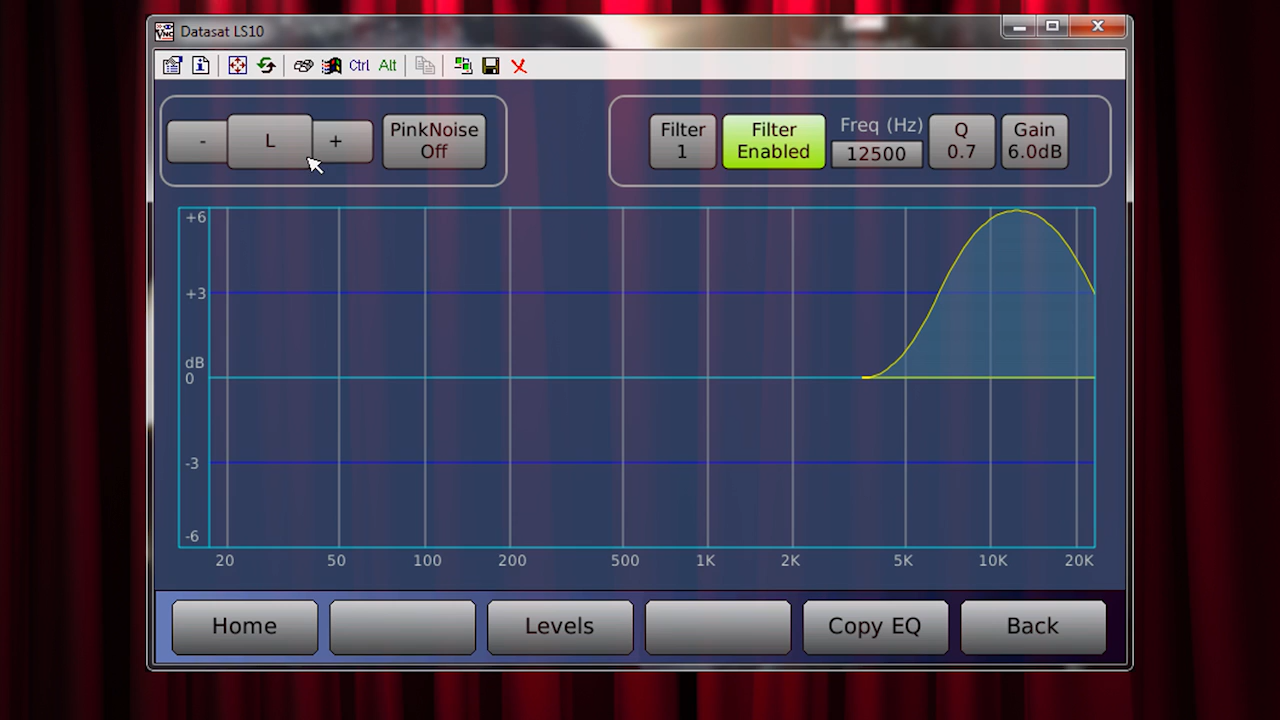 Datasat LS10
Ctrl Alt
- L +
PinkNoise
Off
Filter
1
Filter
Enabled
Freq (Hz)
12500
Q
0.7
Gain
6.0dB
+6
+3
dB
0
-3
-6
20 50 100 200 500 1K 2K 5K 10K 20K
Home
Levels
Copy EQ
Back